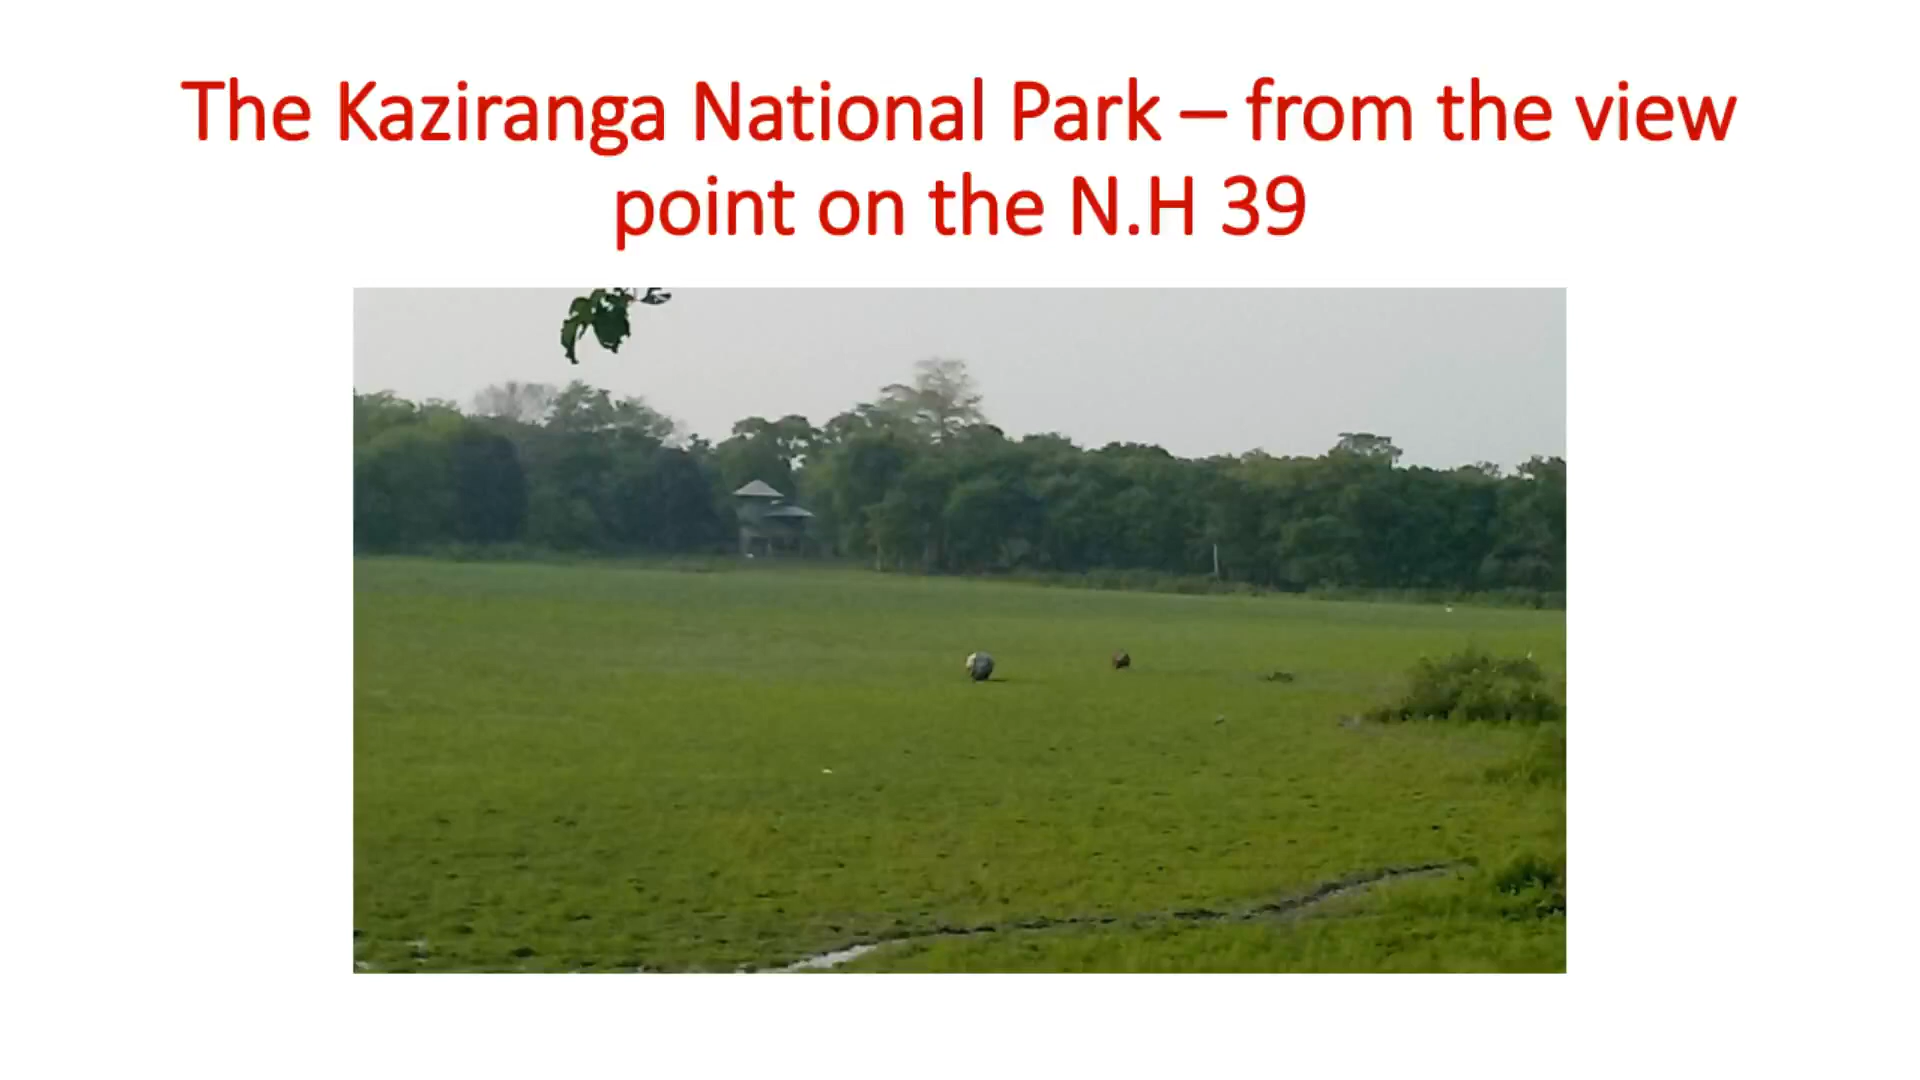 The Kaziranga National Park – from the view
point on the N.H 39